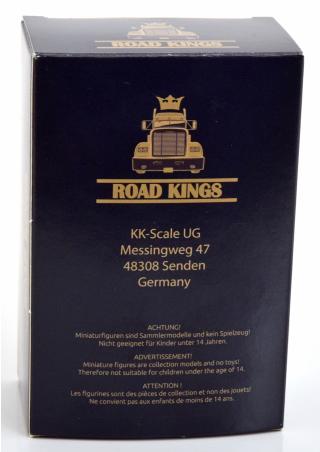 ROAD KINGS
ROAD KINGS
KK-Scale UG
Messingweg 47
48308 Senden
Germany
ACHTUNG!
Miniaturfiguren sind Sammlermodelle und kein Spielzeug!
Nicht geeignet für Kinder unter 14 Jahren.
ADVERTISEMENT!
Miniature figures are collection models and no toys!
Therefore not suitable for children under the age of 14.
ATTENTION !
Les figurines sont des pièces de collection et non des jouets!
Ne convient pas aux enfants de moins de 14 ans.